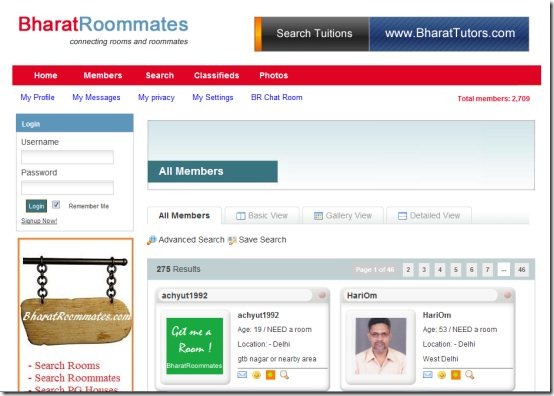 BharatRoommates
connecting rooms and roommates
Search Tuitions www.BharatTutors.com
Home Members Search Classifieds Photos
My Profile My Messages My privacy My Settings BR Chat Room
Total members: 2,709
Login
Username
Password
Login Remember Me
Signup Now!
All Members
All Members Basic View Gallery View Detailed View
Advanced Search Save Search
275 Results Page 1 of 46 2 3 4 5 6 7 ... 46
achyut1992
Get me a
Room !
BharatRoommates
achyut1992
Age: 19 / NEED a room
Location: - Delhi
gtb nagar or nearby area
HariOm
HariOm
Age: 53 / NEED a room
Location: - Delhi
West Delhi
BharatRoommates.com
- Search Rooms
- Search Roommates
- Search PG Houses